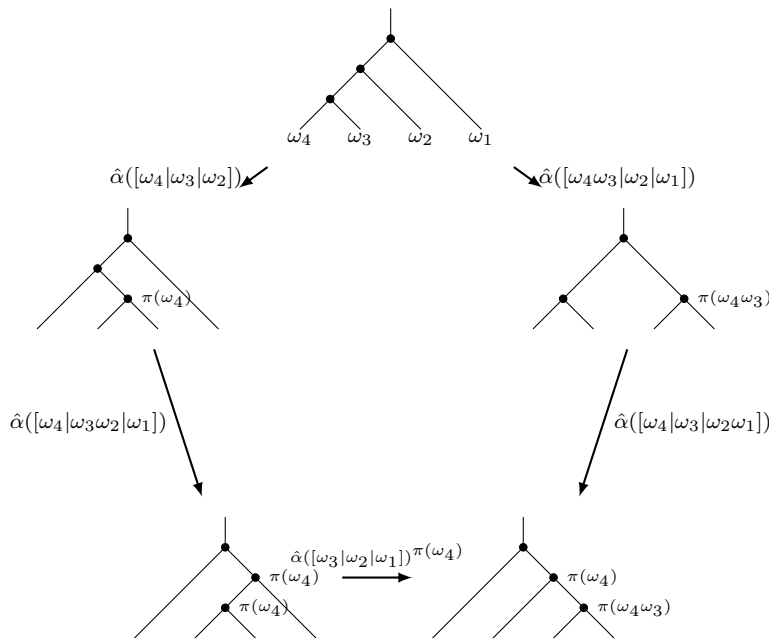 ω₄ ω₃ ω₂ ω₁
α̂([ω₄|ω₃|ω₂]) α̂([ω₄ω₃|ω₂|ω₁])
π(ω₄) π(ω₄ω₃)
α̂([ω₄|ω₃ω₂|ω₁]) α̂([ω₄|ω₃|ω₂ω₁])
α̂([ω₃|ω₂|ω₁])^π(ω₄)
π(ω₄) π(ω₄)
π(ω₄) π(ω₄ω₃)